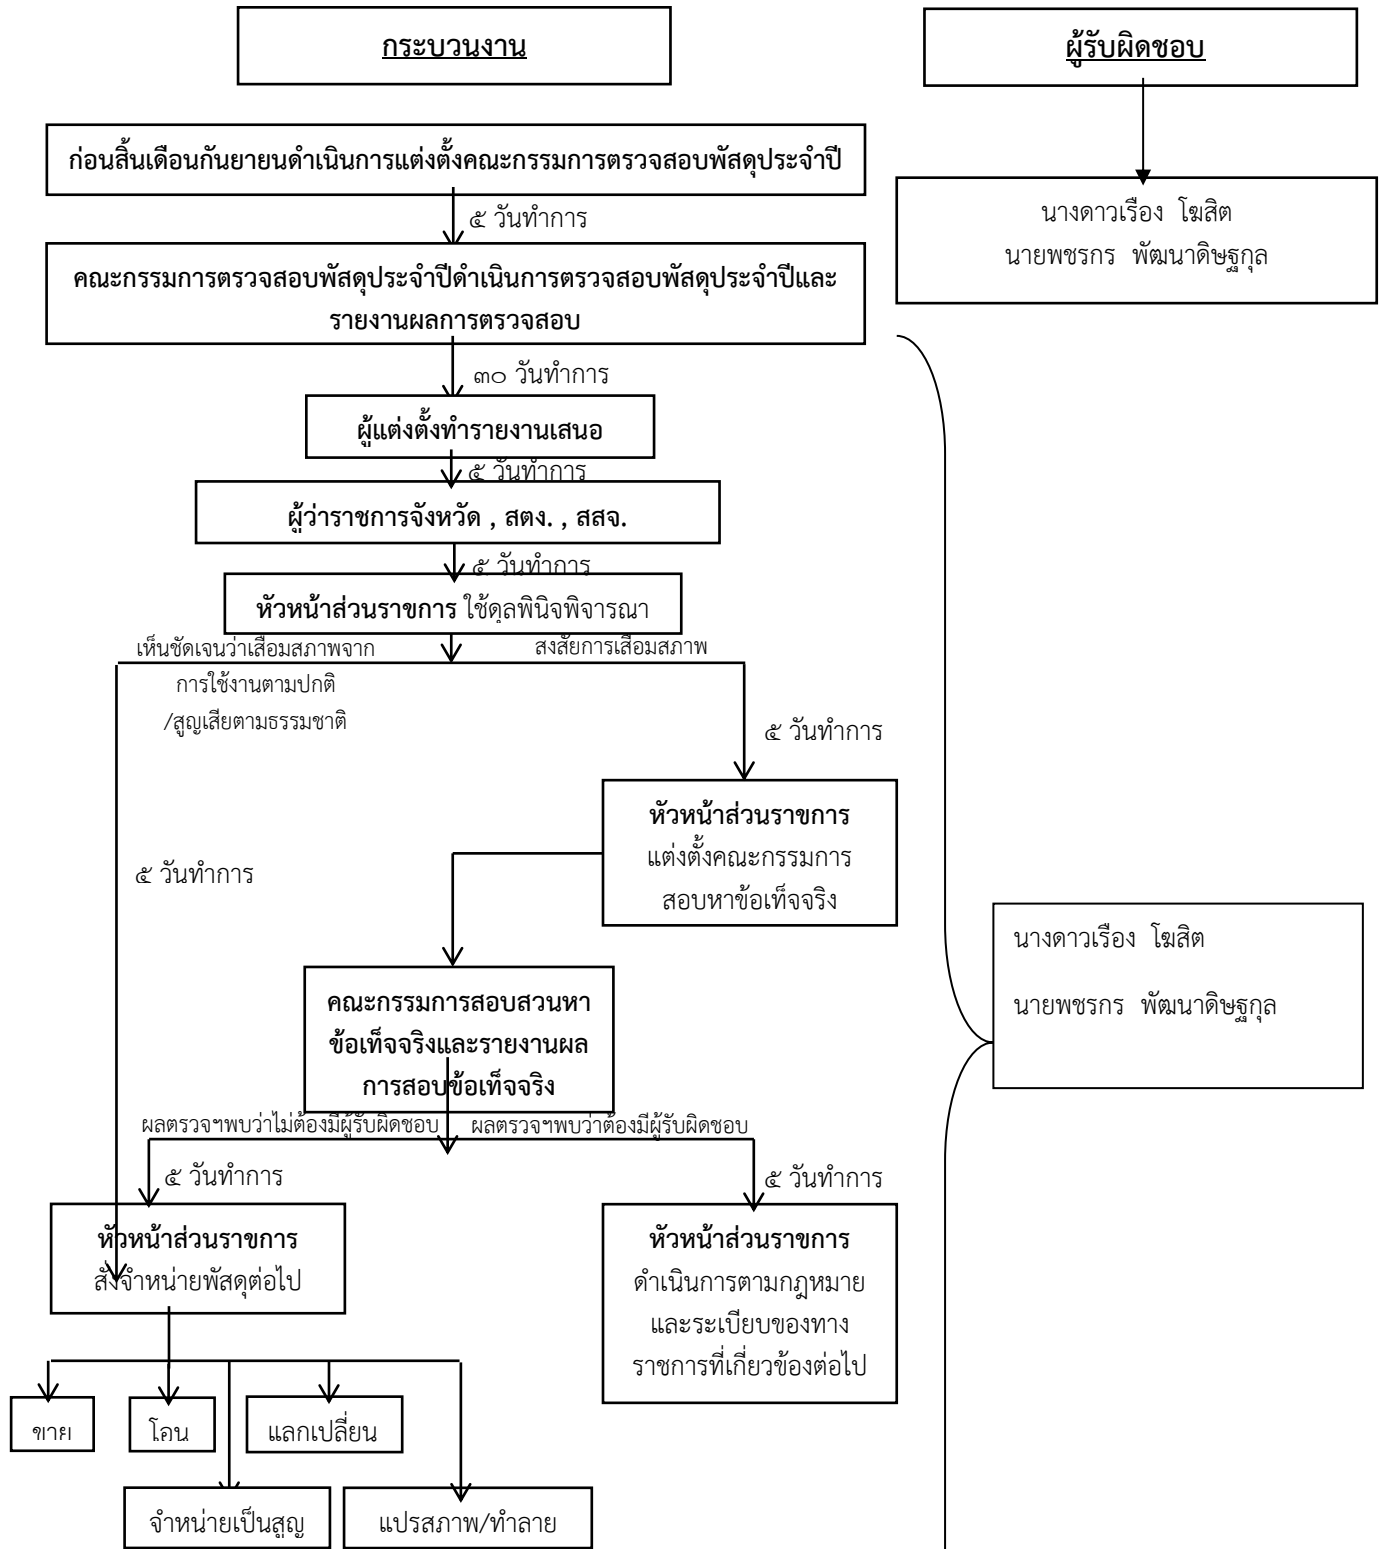 กระบวนงาน
ผู้รับผิดชอบ
ก่อนสิ้นเดือนกันยายนดำเนินการแต่งตั้งคณะกรรมการตรวจสอบพัสดุประจำปี
๕ วันทำการ
นางดาวเรือง โฆสิต
นายพชรกร พัฒนาดิษฐกุล
คณะกรรมการตรวจสอบพัสดุประจำปีดำเนินการตรวจสอบพัสดุประจำปีและ
รายงานผลการตรวจสอบ
๓๐ วันทำการ
ผู้แต่งตั้งทำรายงานเสนอ
๕ วันทำการ
ผู้ว่าราชการจังหวัด , สตง. , สสจ.
๕ วันทำการ
หัวหน้าส่วนราขการ ใช้ดุลพินิจพิจารณา
เห็นชัดเจนว่าเสื่อมสภาพจาก
การใช้งานตามปกติ
/สูญเสียตามธรรมชาติ
สงสัยการเสื่อมสภาพ
๕ วันทำการ
หัวหน้าส่วนราขการ
แต่งตั้งคณะกรรมการ
สอบหาข้อเท็จจริง
๕ วันทำการ
นางดาวเรือง โฆสิต
นายพชรกร พัฒนาดิษฐกุล
คณะกรรมการสอบสวนหา
ข้อเท็จจริงและรายงานผล
การสอบข้อเท็จจริง
ผลตรวจฯพบว่าไม่ต้องมีผู้รับผิดชอบ
ผลตรวจฯพบว่าต้องมีผู้รับผิดชอบ
๕ วันทำการ
๕ วันทำการ
หัวหน้าส่วนราขการ
สั่งจำหน่ายพัสดุต่อไป
หัวหน้าส่วนราขการ
ดำเนินการตามกฎหมาย
และระเบียบของทาง
ราชการที่เกี่ยวข้องต่อไป
ขาย
โอน
แลกเปลี่ยน
จำหน่ายเป็นสูญ
แปรสภาพ/ทำลาย